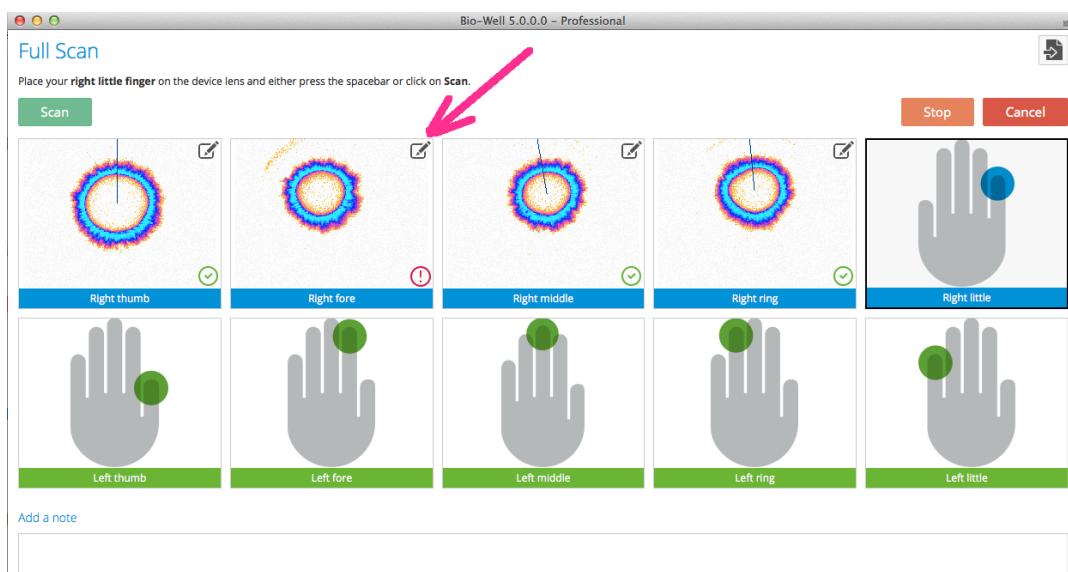 Bio-Well 5.0.0.0 – Professional
Full Scan
Place your right little finger on the device lens and either press the spacebar or click on Scan.
Scan
Stop
Cancel
Right thumb
Right fore
Right middle
Right ring
Right little
Left thumb
Left fore
Left middle
Left ring
Left little
Add a note